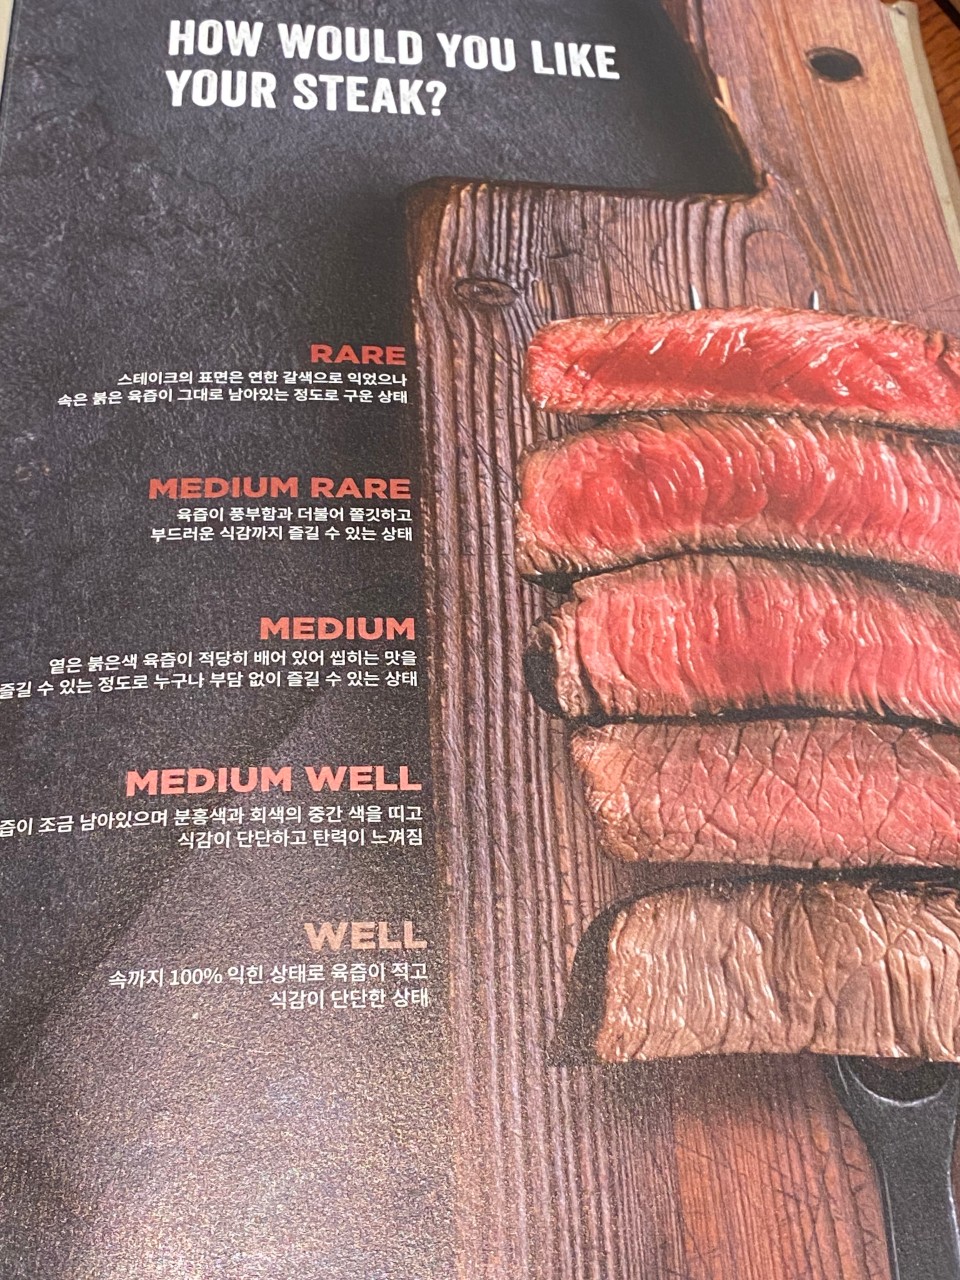 HOW WOULD YOU LIKE
YOUR STEAK?
RARE
스테이크의 표면은 연한 갈색으로 익었으나
속은 붉은 육즙이 그대로 남아있는 정도로 구운 상태
MEDIUM RARE
육즙이 풍부함과 더불어 쫄깃하고
부드러운 식감까지 즐길 수 있는 상태
MEDIUM
옅은 붉은색 육즙이 적당히 배어 있어 씹히는 맛을
즐길 수 있는 정도로 누구나 부담 없이 즐길 수 있는 상태
MEDIUM WELL
조금 남아있으며 분홍색과 회색의 중간 색을 띠고
식감이 단단하고 탄력이 느껴짐
WELL
속까지 100% 익힌 상태로 육즙이 적고
식감이 단단한 상태